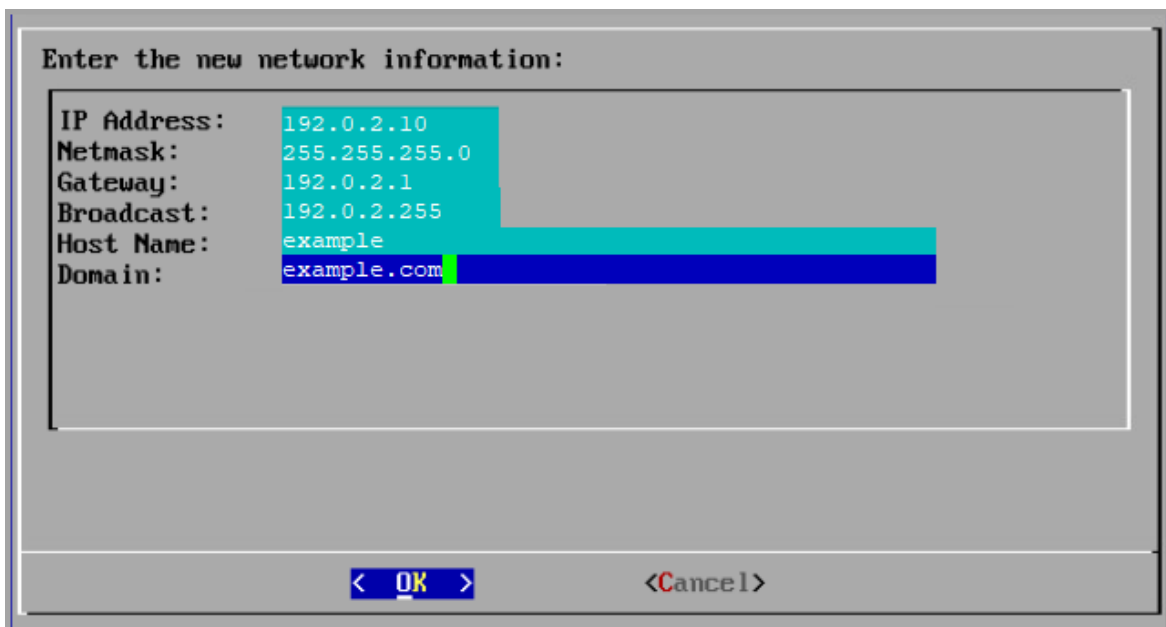 Enter the new network information:
IP Address: 192.0.2.10
Netmask: 255.255.255.0
Gateway: 192.0.2.1
Broadcast: 192.0.2.255
Host Name: example
Domain: example.com
< OK > <Cancel>